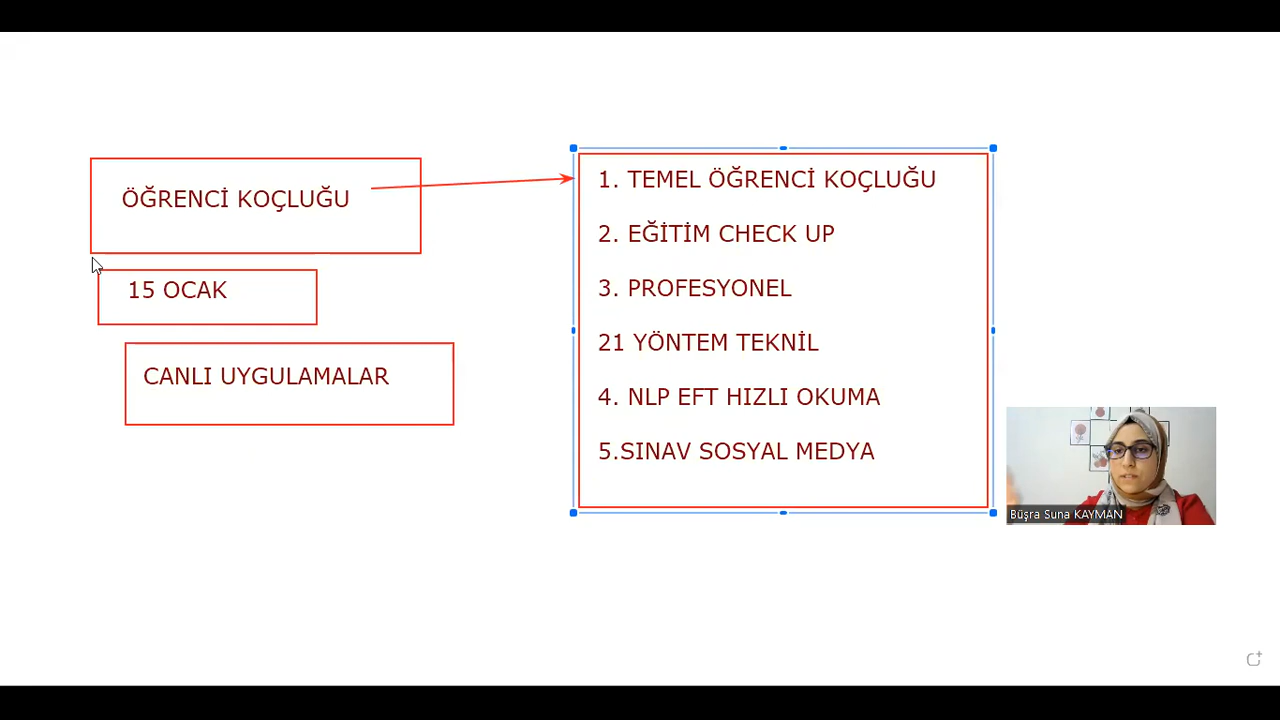 ÖĞRENCİ KOÇLUĞU
15 OCAK
CANLI UYGULAMALAR
1. TEMEL ÖĞRENCİ KOÇLUĞU
2. EĞİTİM CHECK UP
3. PROFESYONEL
21 YÖNTEM TEKNİL
4. NLP EFT HIZLI OKUMA
5.SINAV SOSYAL MEDYA
Büşra Suna KAYMAN